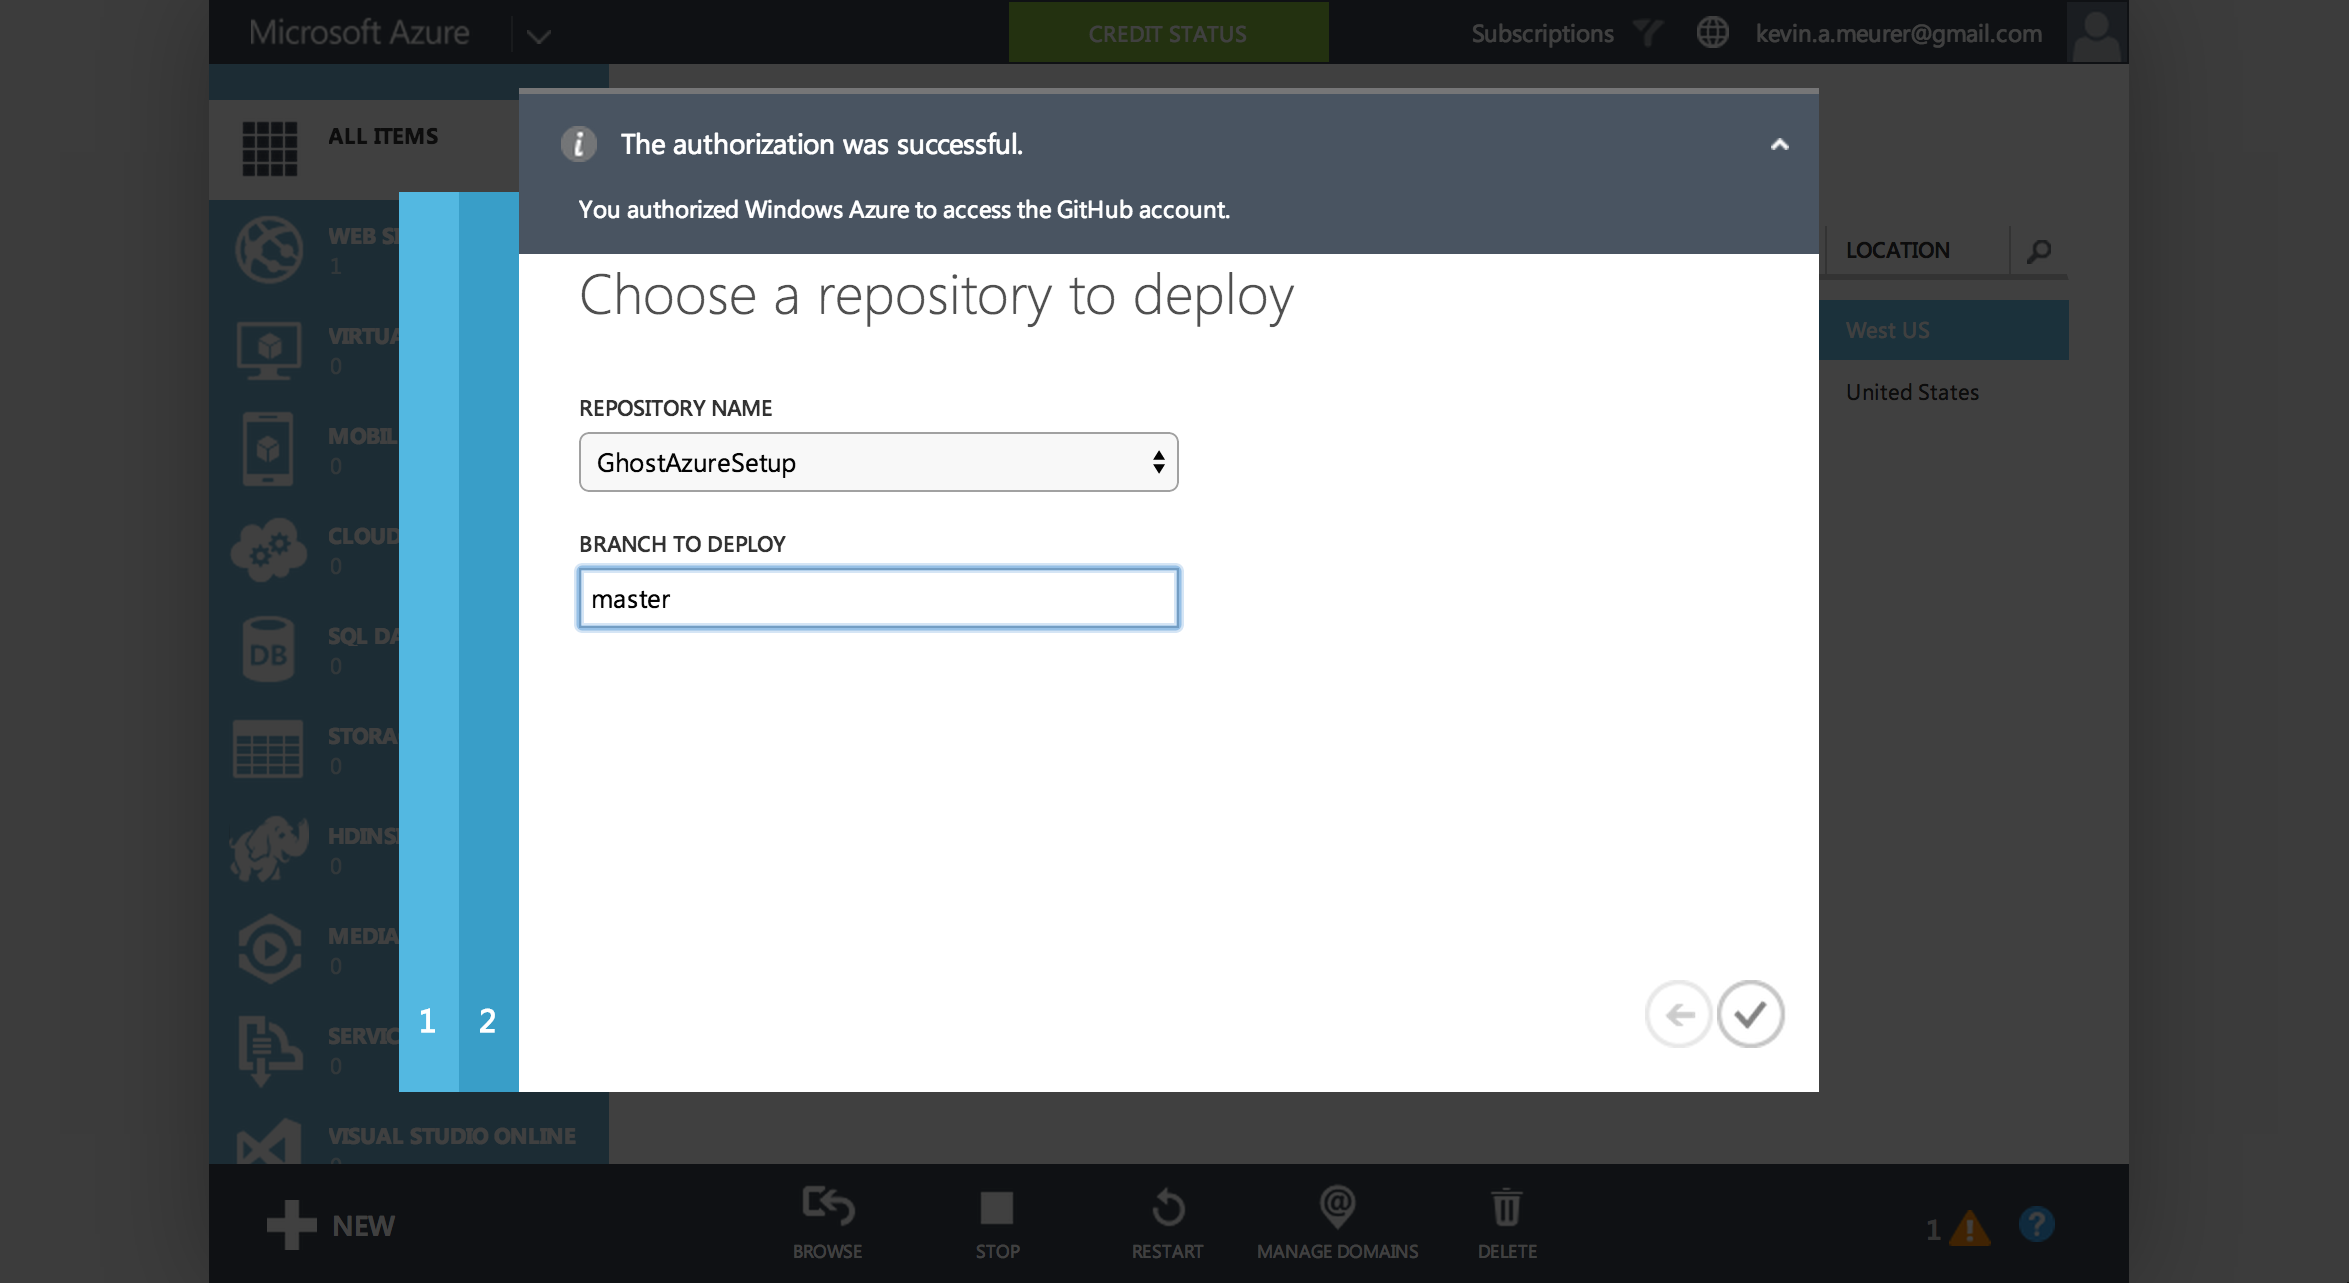 Microsoft Azure
CREDIT STATUS
Subscriptions
kevin.a.meurer@gmail.com
ALL ITEMS
The authorization was successful.
You authorized Windows Azure to access the GitHub account.
WEB SI
1
VIRTUA
0
MOBIL
0
CLOUD
0
SQL DA
0
DB
STORA
0
HDINS
0
MEDIA
0
SERVIC
0
VISUAL STUDIO ONLINE
1 2
Choose a repository to deploy
REPOSITORY NAME
GhostAzureSetup
BRANCH TO DEPLOY
master
LOCATION
West US
United States
NEW
BROWSE
STOP
RESTART
MANAGE DOMAINS
DELETE
1